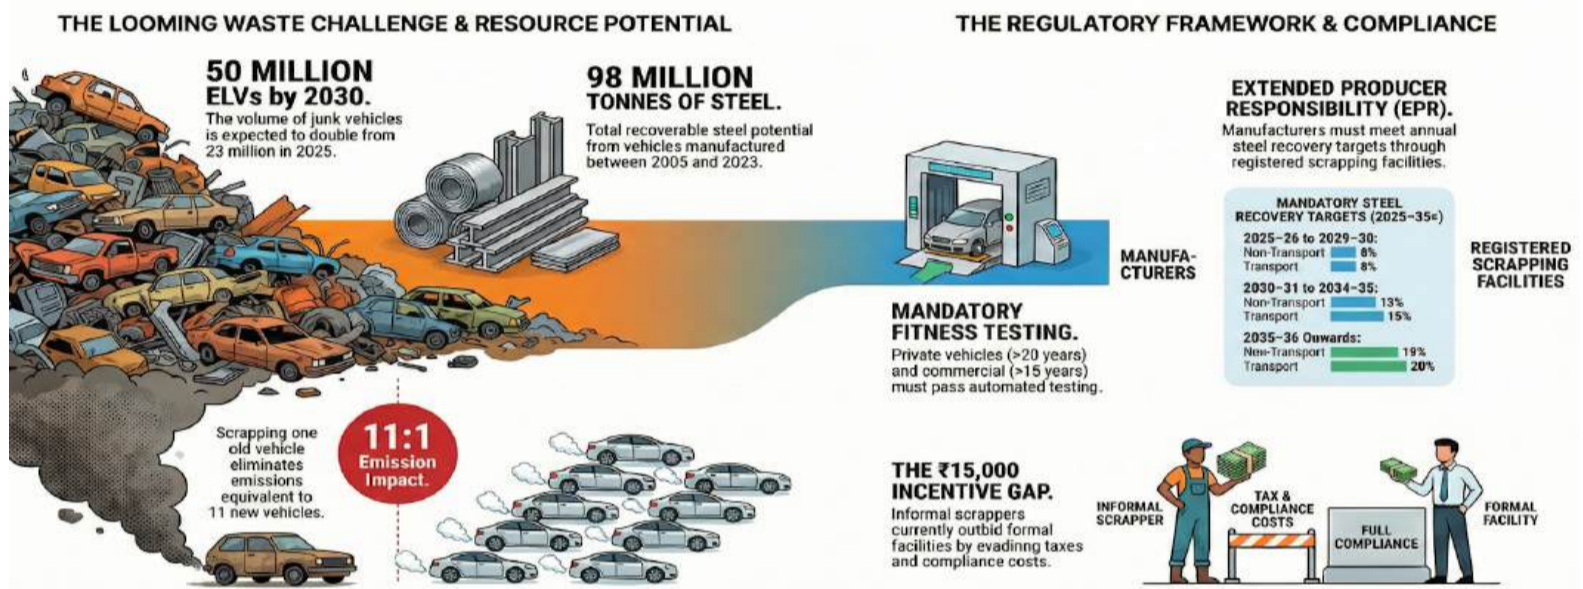 THE LOOMING WASTE CHALLENGE & RESOURCE POTENTIAL
50 MILLION
ELVs by 2030.
The volume of junk vehicles
is expected to double from
23 million in 2025.
98 MILLION
TONNES OF STEEL.
Total recoverable steel potential
from vehicles manufactured
between 2005 and 2023.
Scrapping one
old vehicle
eliminates
emissions
equivalent to
11 new vehicles.
11:1
Emission
Impact.
THE REGULATORY FRAMEWORK & COMPLIANCE
MANUFA-
CTURERS
EXTENDED PRODUCER
RESPONSIBILITY (EPR).
Manufacturers must meet annual
steel recovery targets through
registered scrapping facilities.
MANDATORY STEEL
RECOVERY TARGETS (2025–35c)
2025–26 to 2029–30:
Non-Transport 8%
Transport 8%
2030–31 to 2034–35:
Non-Transport 13%
Transport 15%
2035–36 Ouwards:
Neu-Transport 19%
Transport 20%
REGISTERED
SCRAPPING
FACILITIES
MANDATORY
FITNESS TESTING.
Private vehicles (>20 years)
and commercial (>15 years)
must pass automated testing.
THE ₹15,000
INCENTIVE GAP.
Informal scrappers
currently outbid formal
facilities by evadinng taxes
and compliance costs.
INFORMAL
SCRAPPER
TAX &
COMPLIANCE
COSTS
FULL
COMPLIANCE
FORMAL
FACILITY